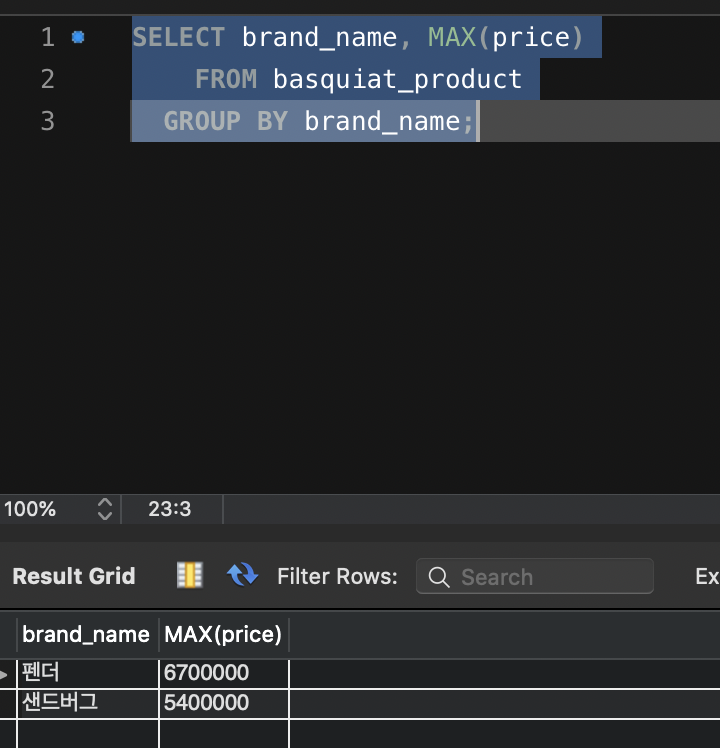 1 SELECT brand_name, MAX(price)
2 FROM basquiat_product
3 GROUP BY brand_name;
100% 23:3
Result Grid Filter Rows: Search Ex
brand_name MAX(price)
펜더 6700000
샌드버그 5400000